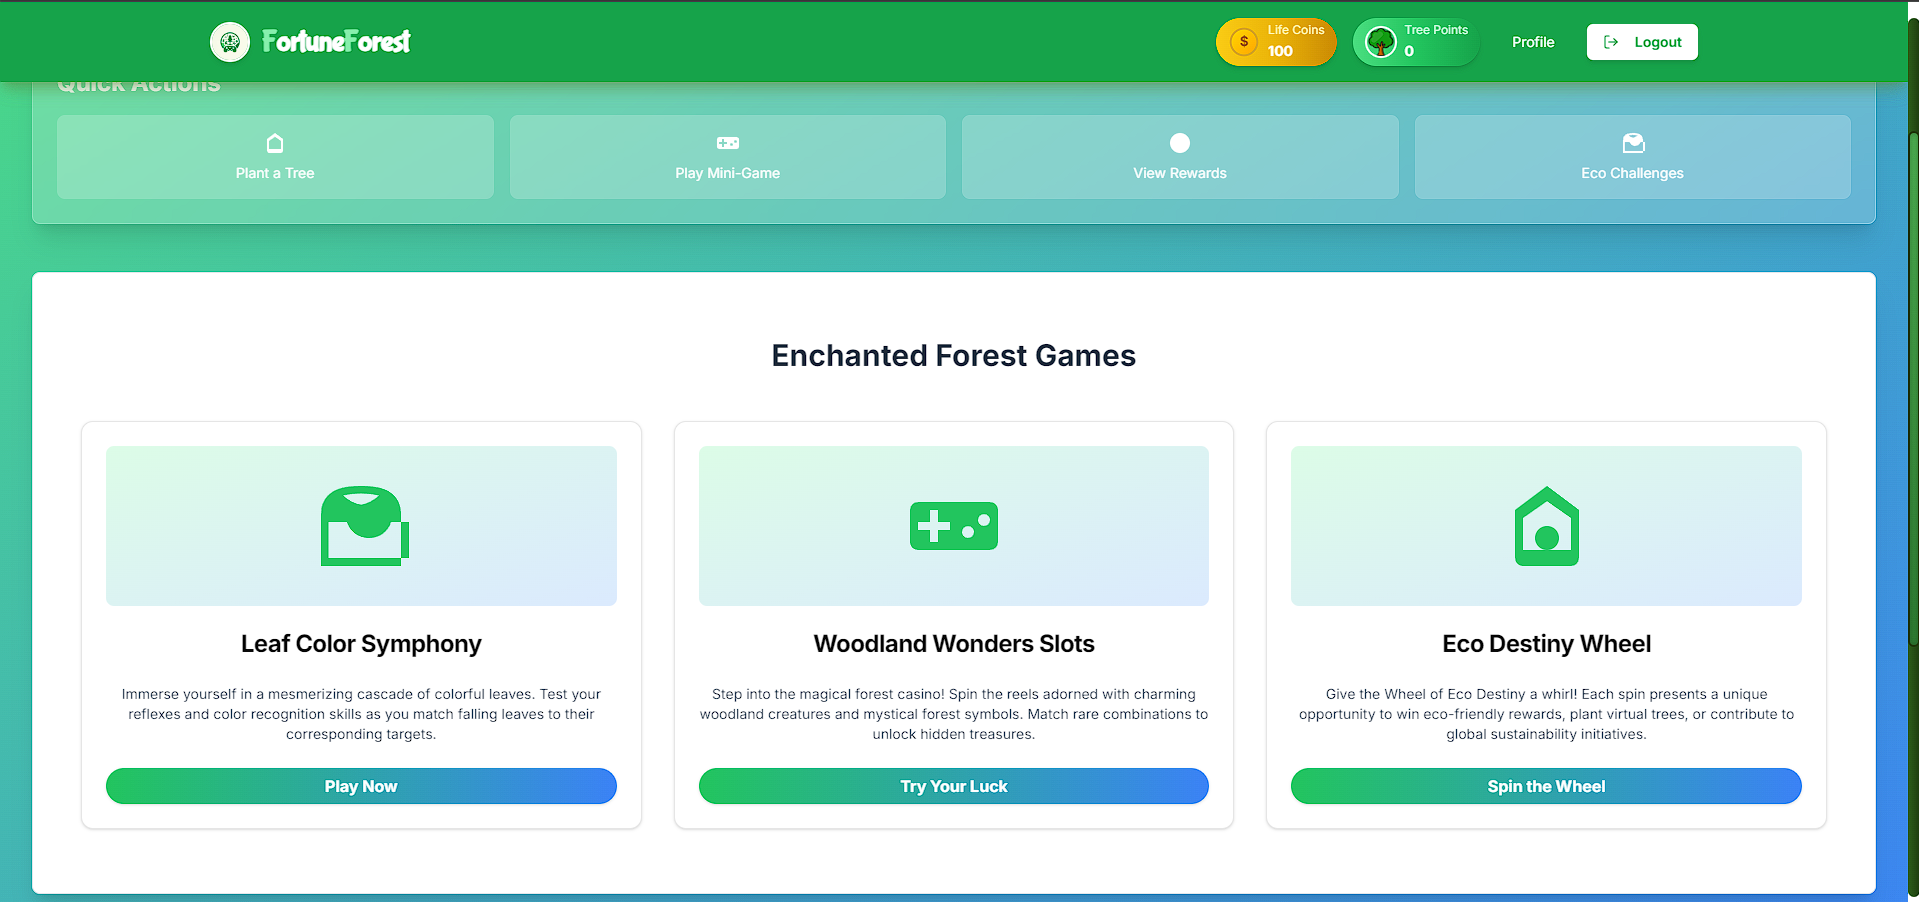 FortuneForest
Life Coins
100
Tree Points
0
Profile
Logout
Quick Actions
Plant a Tree
Play Mini-Game
View Rewards
Eco Challenges
Enchanted Forest Games
Leaf Color Symphony
Immerse yourself in a mesmerizing cascade of colorful leaves. Test your
reflexes and color recognition skills as you match falling leaves to their
corresponding targets.
Play Now
Woodland Wonders Slots
Step into the magical forest casino! Spin the reels adorned with charming
woodland creatures and mystical forest symbols. Match rare combinations to
unlock hidden treasures.
Try Your Luck
Eco Destiny Wheel
Give the Wheel of Eco Destiny a whirl! Each spin presents a unique
opportunity to win eco-friendly rewards, plant virtual trees, or contribute to
global sustainability initiatives.
Spin the Wheel